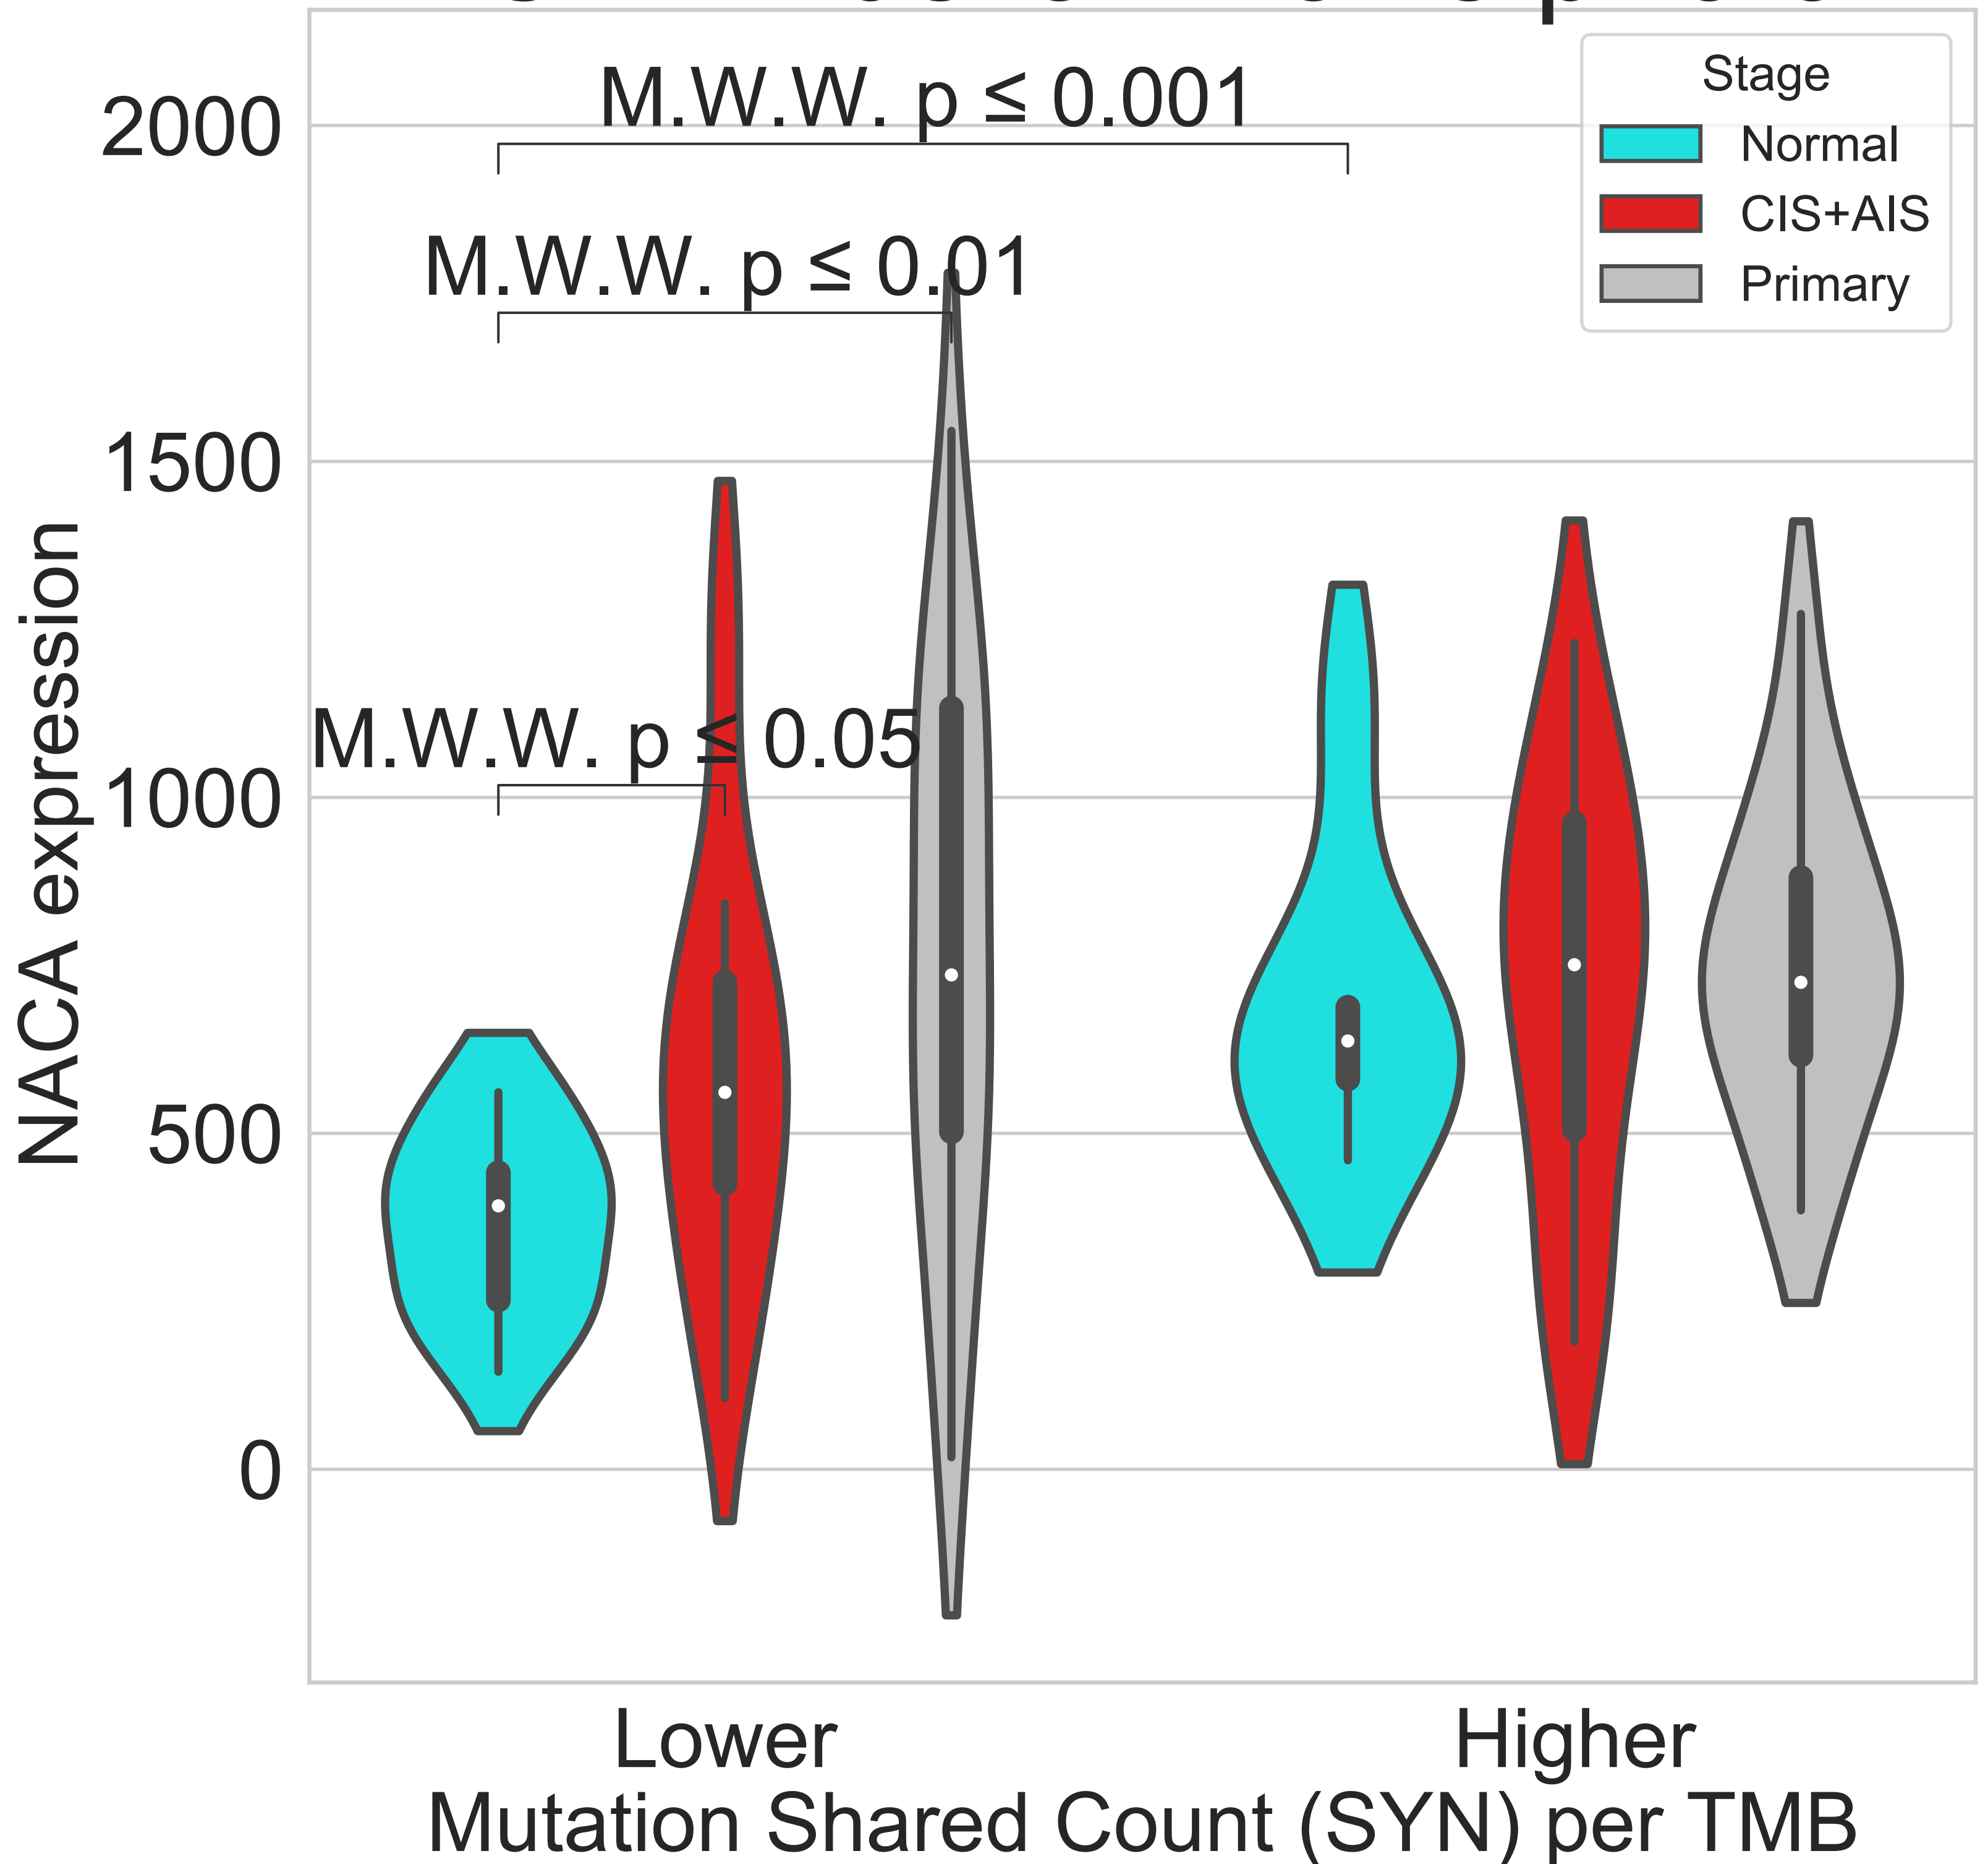 M.W.W. p ≤ 0.001
M.W.W. p ≤ 0.01
M.W.W. p ≤ 0.05
Stage
Normal
CIS+AIS
Primary
2000
1500
1000
500
0
NACA expression
Lower
Higher
Mutation Shared Count (SYN) per TMB